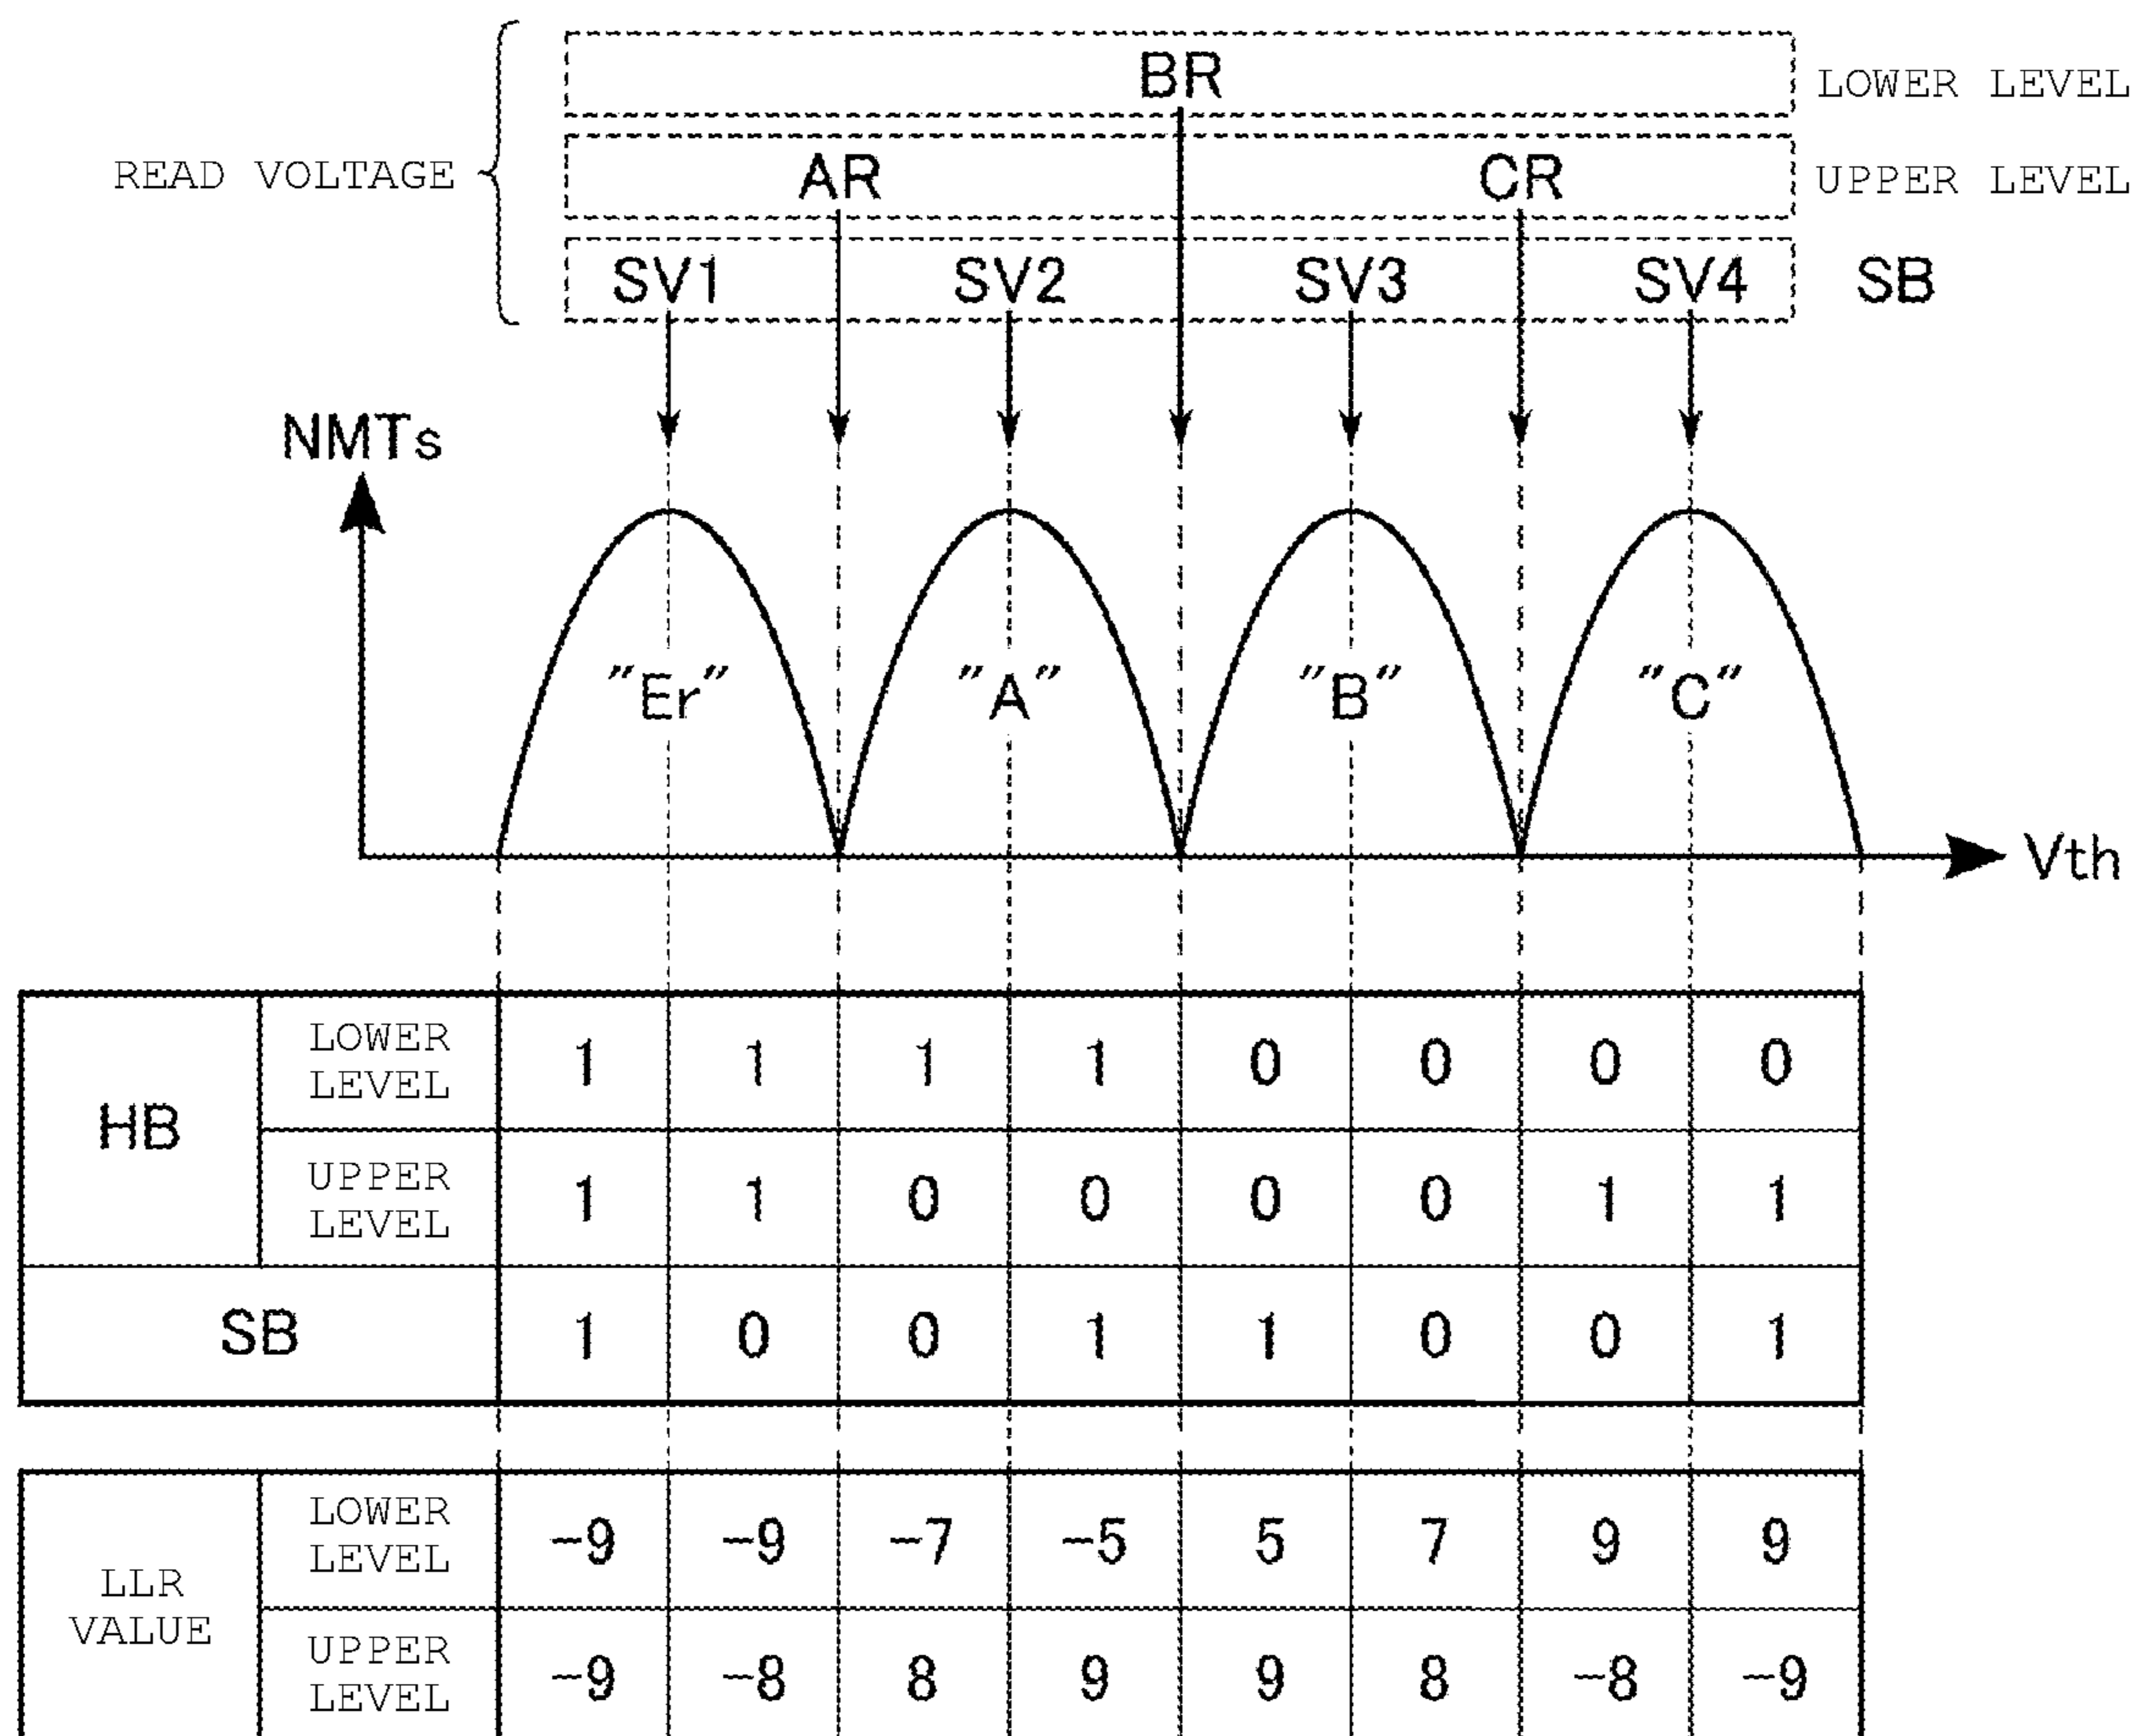 BR LOWER LEVEL
READ VOLTAGE AR CR UPPER LEVEL
SV1 SV2 SV3 SV4 SB
NMTs
"Er" "A" "B" "C"
Vth
HB LOWER LEVEL 1 1 1 1 0 0 0 0
UPPER LEVEL 1 1 0 0 0 0 1 1
SB 1 0 0 1 1 0 0 1
LLR VALUE LOWER LEVEL -9 -9 -7 -5 5 7 9 9
UPPER LEVEL -9 -8 8 9 9 8 -8 -9